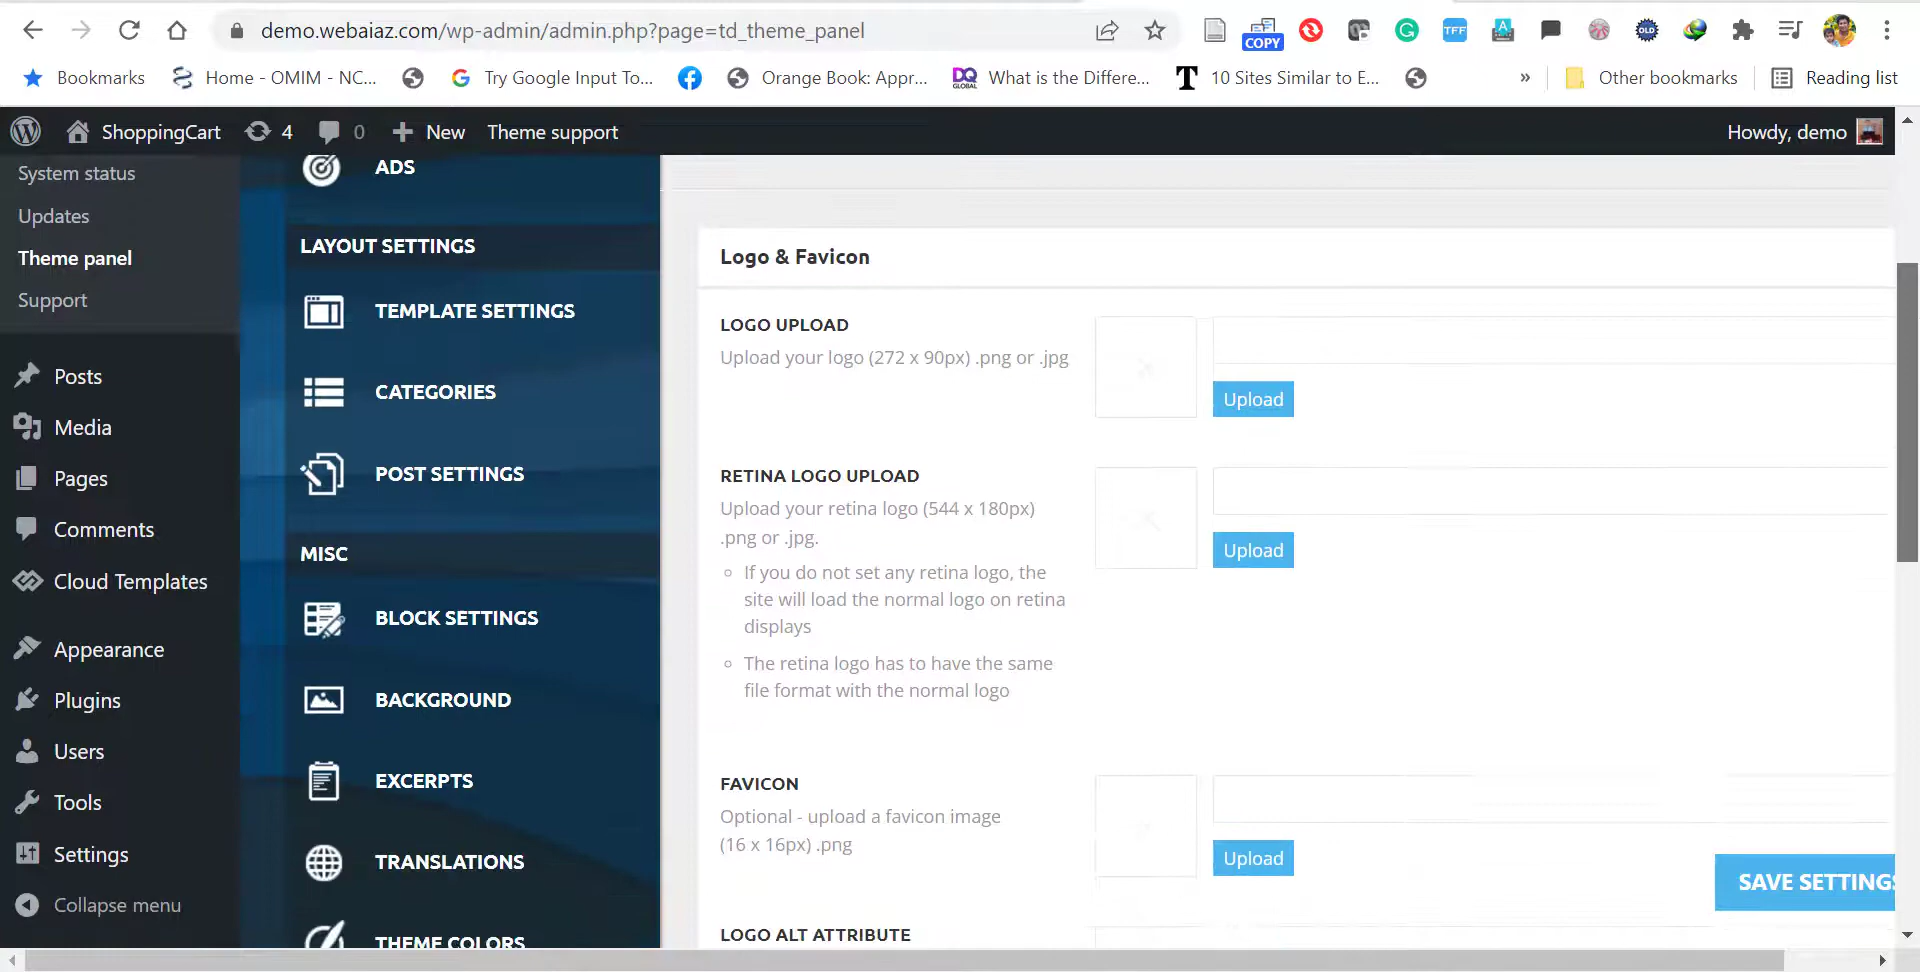 demo.webaiaz.com/wp-admin/admin.php?page=td_theme_panel
COPY
TFF
A
OLD
Bookmarks
Home - OMIM - NC...
Try Google Input To...
Orange Book: Appr...
DQ GLOBAL
What is the Differe...
T
10 Sites Similar to E...
»
Other bookmarks
Reading list
ShoppingCart
4
0
New
Theme support
Howdy, demo
System status
Updates
Theme panel
Support
Posts
Media
Pages
Comments
Cloud Templates
Appearance
Plugins
Users
Tools
Settings
Collapse menu
ADS
LAYOUT SETTINGS
TEMPLATE SETTINGS
CATEGORIES
POST SETTINGS
MISC
BLOCK SETTINGS
BACKGROUND
EXCERPTS
TRANSLATIONS
THEME COLORS
Logo & Favicon
LOGO UPLOAD
Upload your logo (272 x 90px) .png or .jpg
Upload
RETINA LOGO UPLOAD
Upload your retina logo (544 x 180px)
.png or .jpg.
If you do not set any retina logo, the
site will load the normal logo on retina
displays
The retina logo has to have the same
file format with the normal logo
Upload
FAVICON
Optional - upload a favicon image
(16 x 16px) .png
Upload
SAVE SETTINGS
LOGO ALT ATTRIBUTE